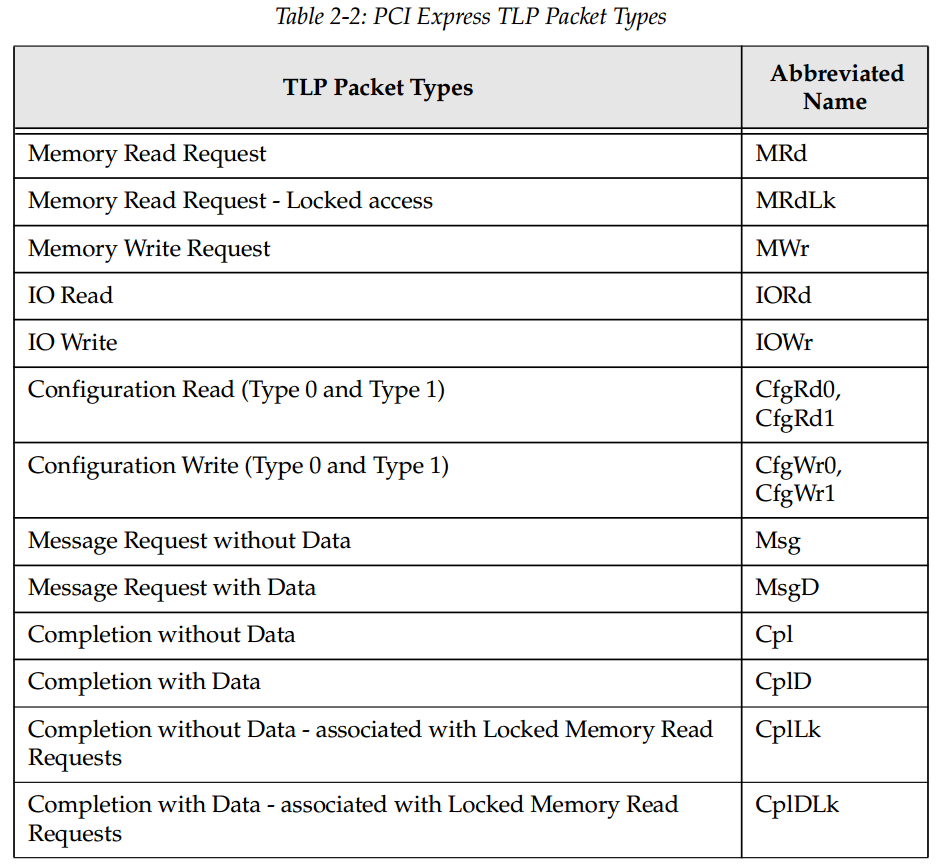 Table 2-2: PCI Express TLP Packet Types
TLP Packet Types
Abbreviated
Name
Memory Read Request
MRd
Memory Read Request - Locked access
MRdLk
Memory Write Request
MWr
IO Read
IORd
IO Write
IOWr
Configuration Read (Type 0 and Type 1)
CfgRd0,
CfgRd1
Configuration Write (Type 0 and Type 1)
CfgWr0,
CfgWr1
Message Request without Data
Msg
Message Request with Data
MsgD
Completion without Data
Cpl
Completion with Data
CplD
Completion without Data - associated with Locked Memory Read
Requests
CplLk
Completion with Data - associated with Locked Memory Read
Requests
CplDLk